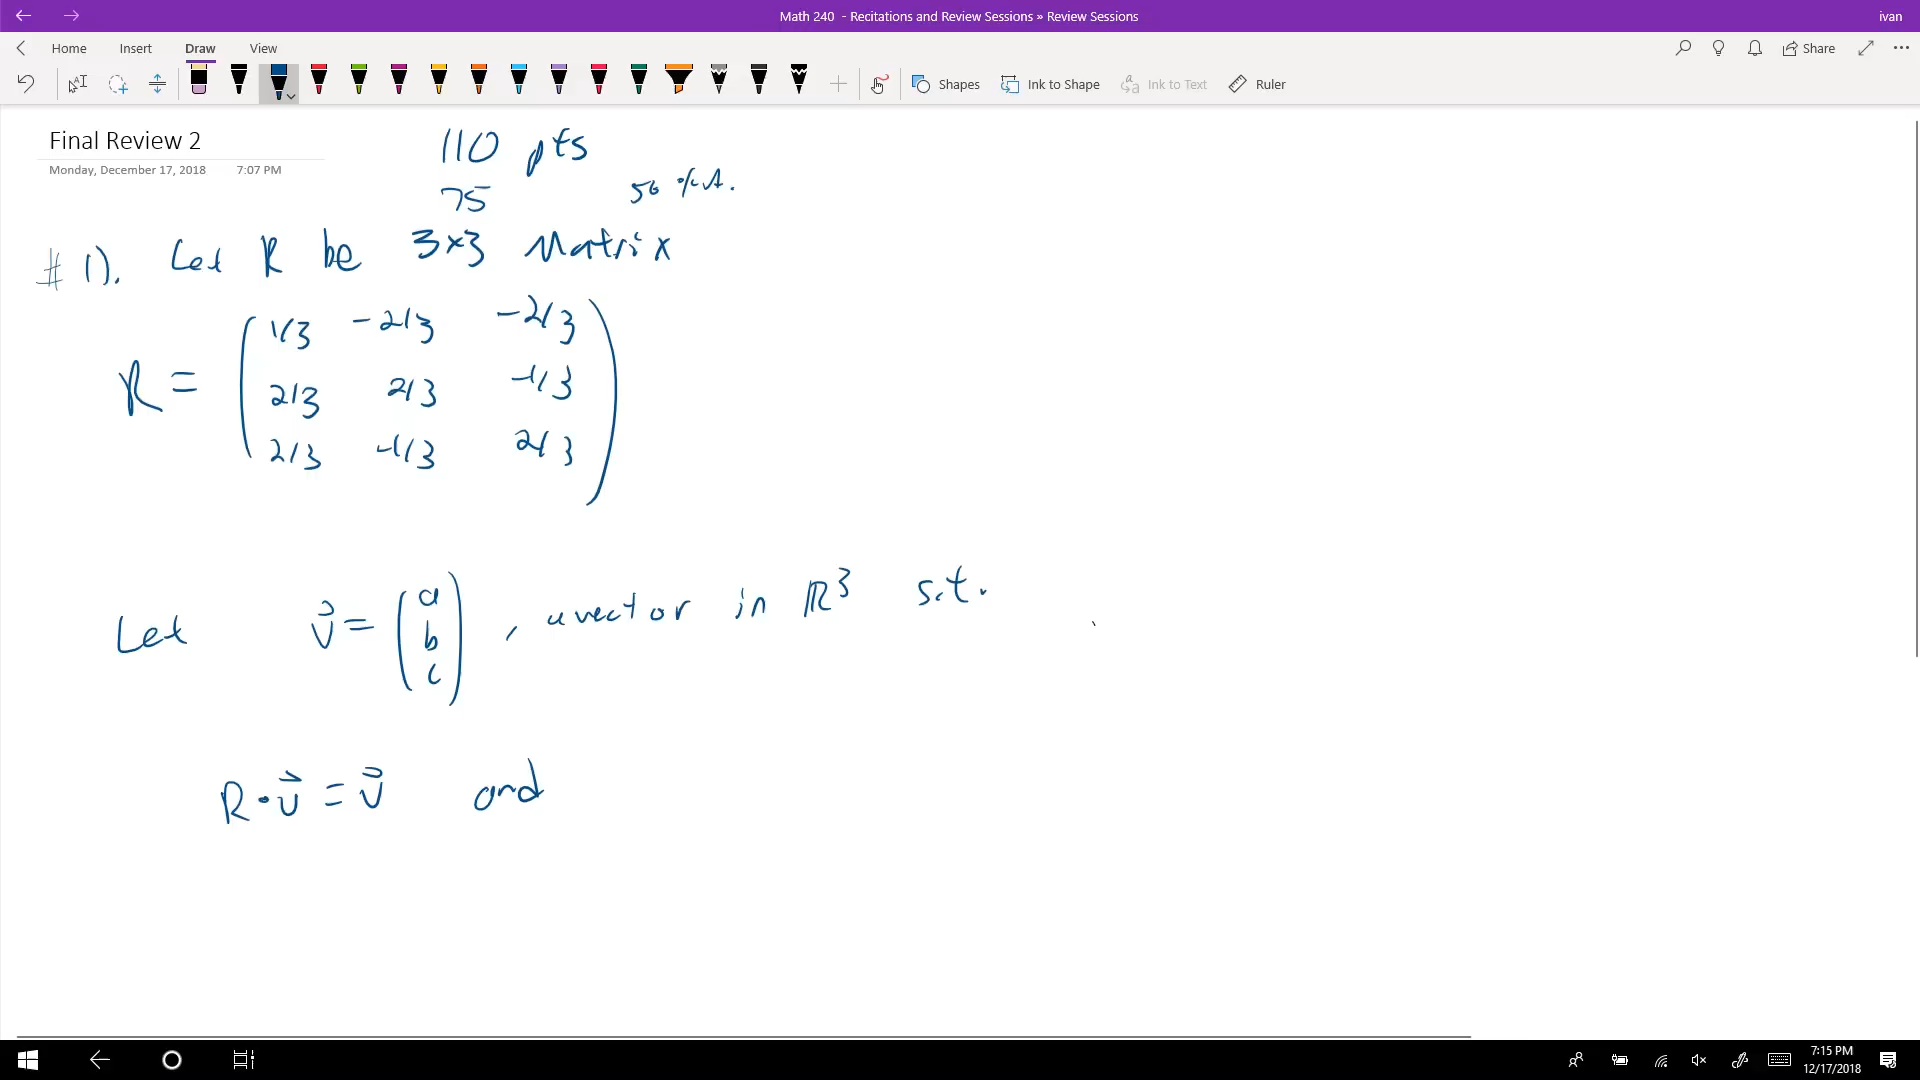 Math 240 - Recitations and Review Sessions » Review Sessions
ivan
Home Insert Draw View
Share
Shapes Ink to Shape Ink to Text Ruler
Final Review 2
Monday, December 17, 2018 7:07 PM
110 pts
75 50 % A.
# 1). Let R be 3×3 Matrix
R = ( 1/3 -2/3 -2/3
2/3 2/3 -1/3
2/3 -1/3 2/3 )
Let v⃗ = ( a
b
c ) , a vector in ℝ³ s.t.
R · v⃗ = v⃗ and
7:15 PM
12/17/2018